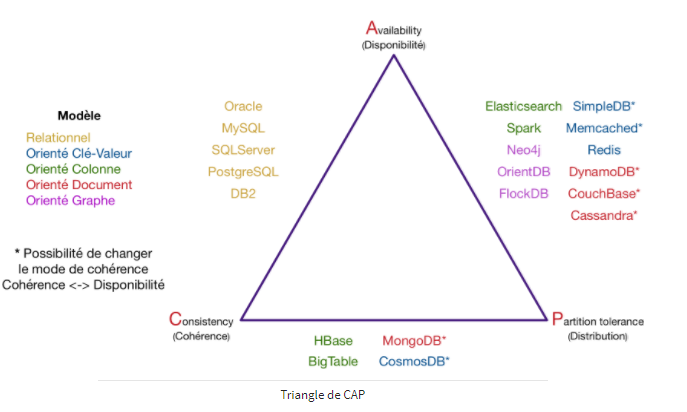 Availability
(Disponibilité)
Modèle
Relationnel
Orienté Clé-Valeur
Orienté Colonne
Orienté Document
Orienté Graphe
* Possibilité de changer
le mode de cohérence
Cohérence <-> Disponibilité
Oracle
MySQL
SQLServer
PostgreSQL
DB2
Elasticsearch SimpleDB*
Spark Memcached*
Neo4j Redis
OrientDB DynamoDB*
FlockDB CouchBase*
Cassandra*
Consistency
(Cohérence)
Partition tolerance
(Distribution)
HBase MongoDB*
BigTable CosmosDB*
Triangle de CAP